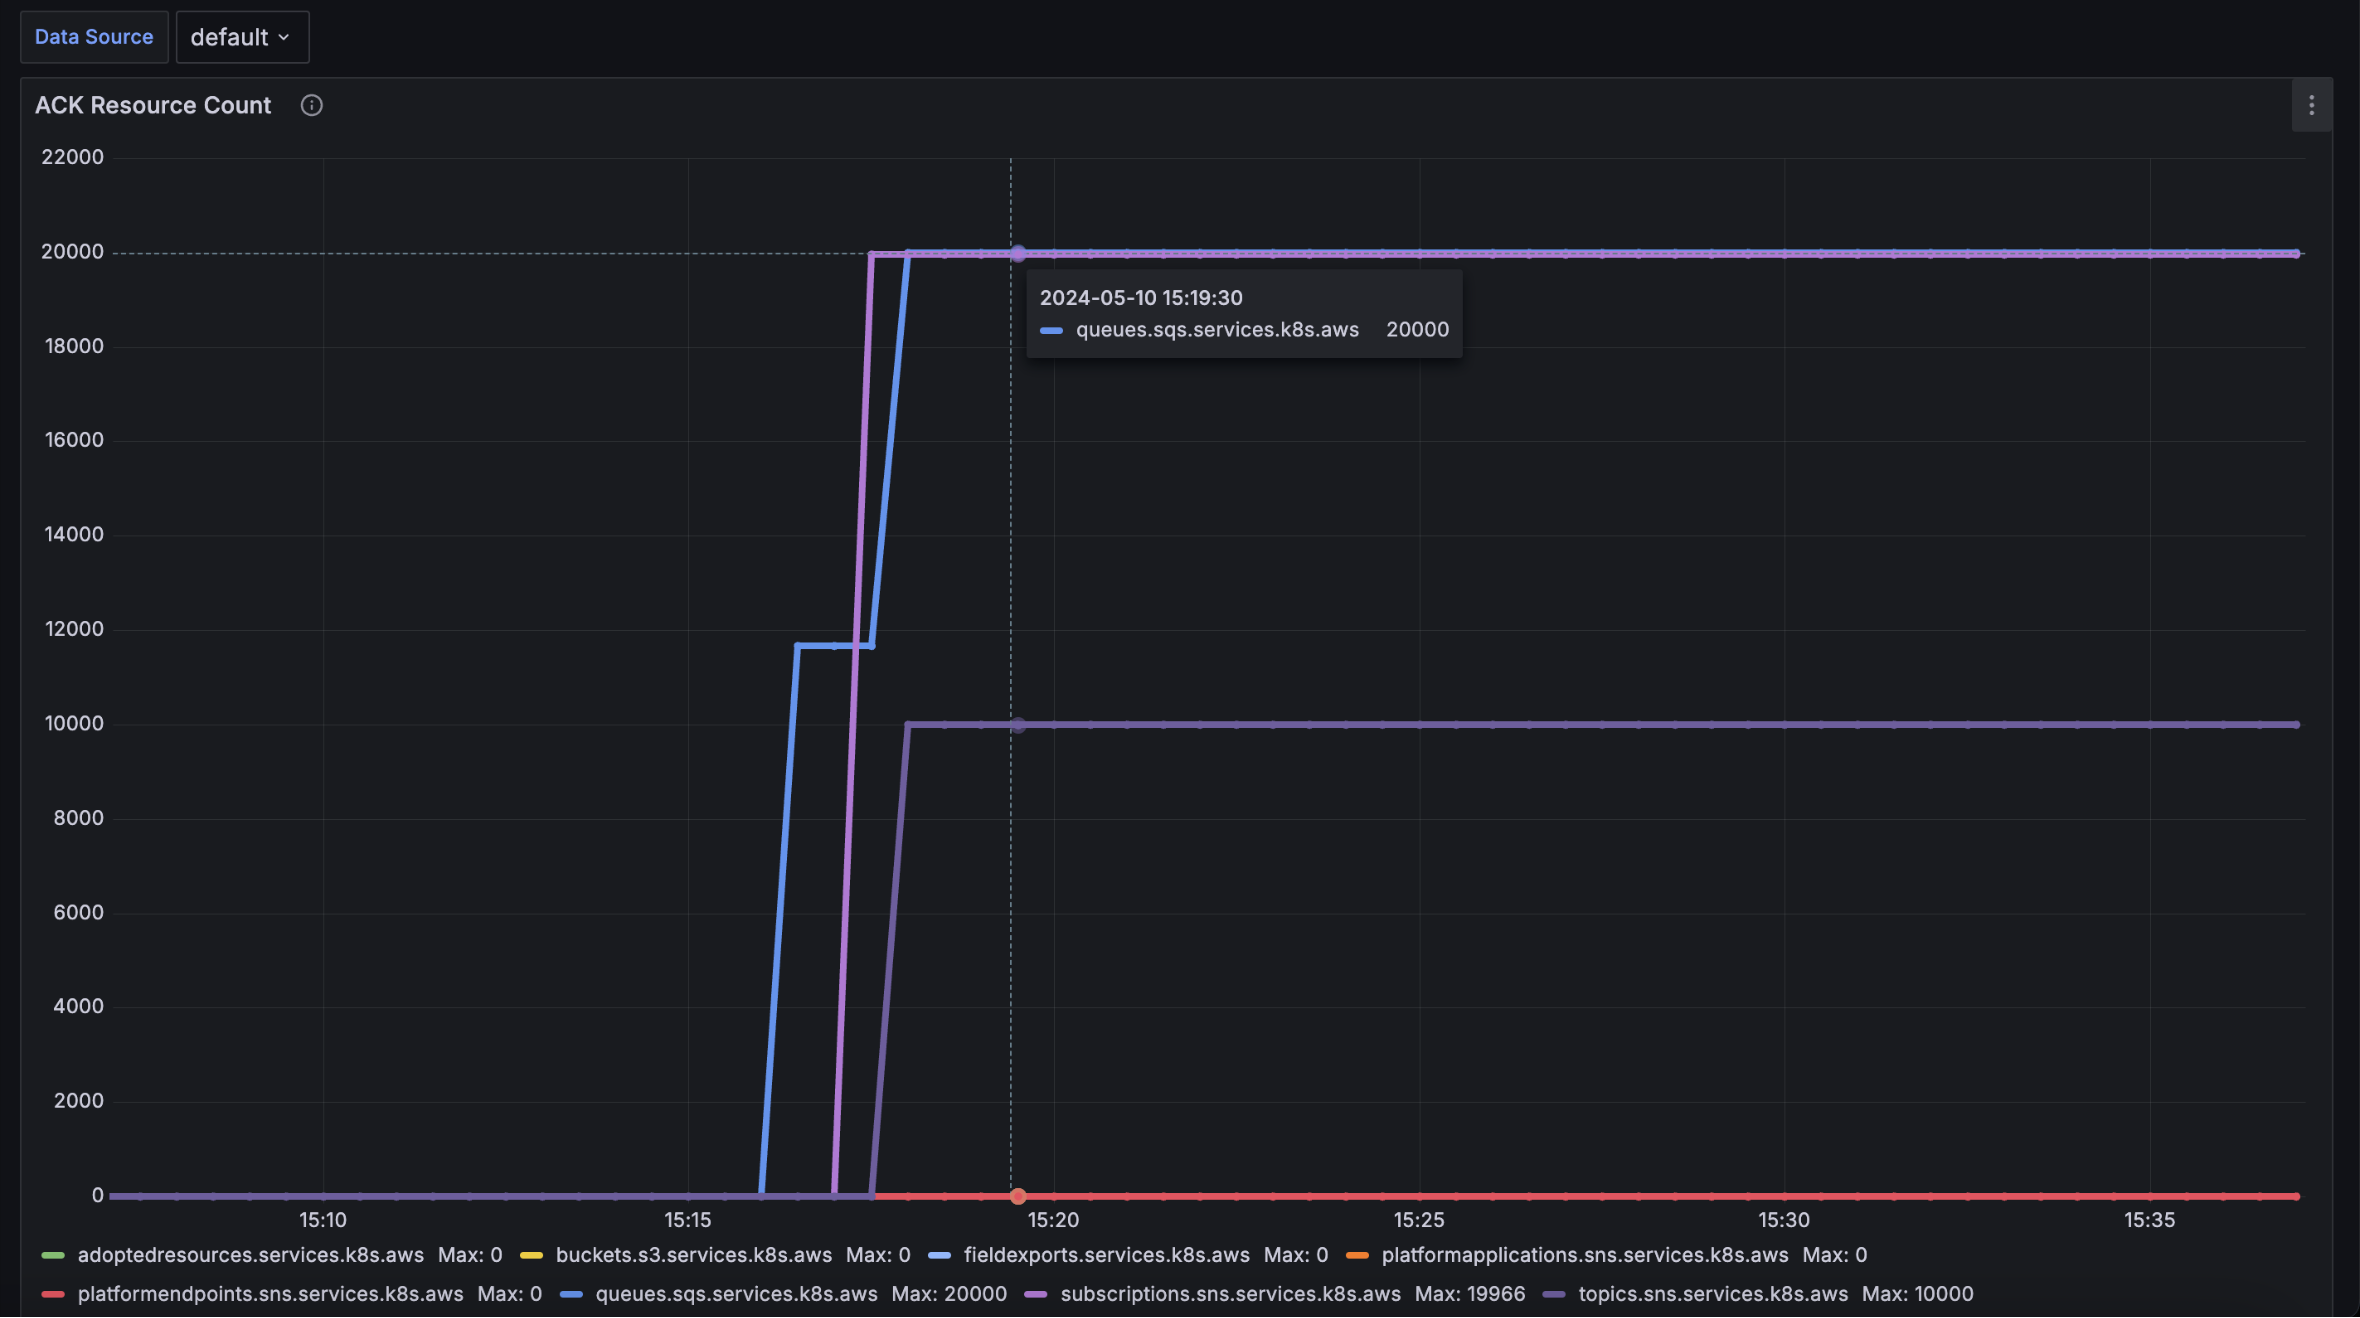 Data Source default
ACK Resource Count
22000
20000
18000
16000
14000
12000
10000
8000
6000
4000
2000
0
2024-05-10 15:19:30
queues.sqs.services.k8s.aws 20000
15:10 15:15 15:20 15:25 15:30 15:35
adoptedresources.services.k8s.aws Max: 0 buckets.s3.services.k8s.aws Max: 0 fieldexports.services.k8s.aws Max: 0 platformapplications.sns.services.k8s.aws Max: 0
platformendpoints.sns.services.k8s.aws Max: 0 queues.sqs.services.k8s.aws Max: 20000 subscriptions.sns.services.k8s.aws Max: 19966 topics.sns.services.k8s.aws Max: 10000